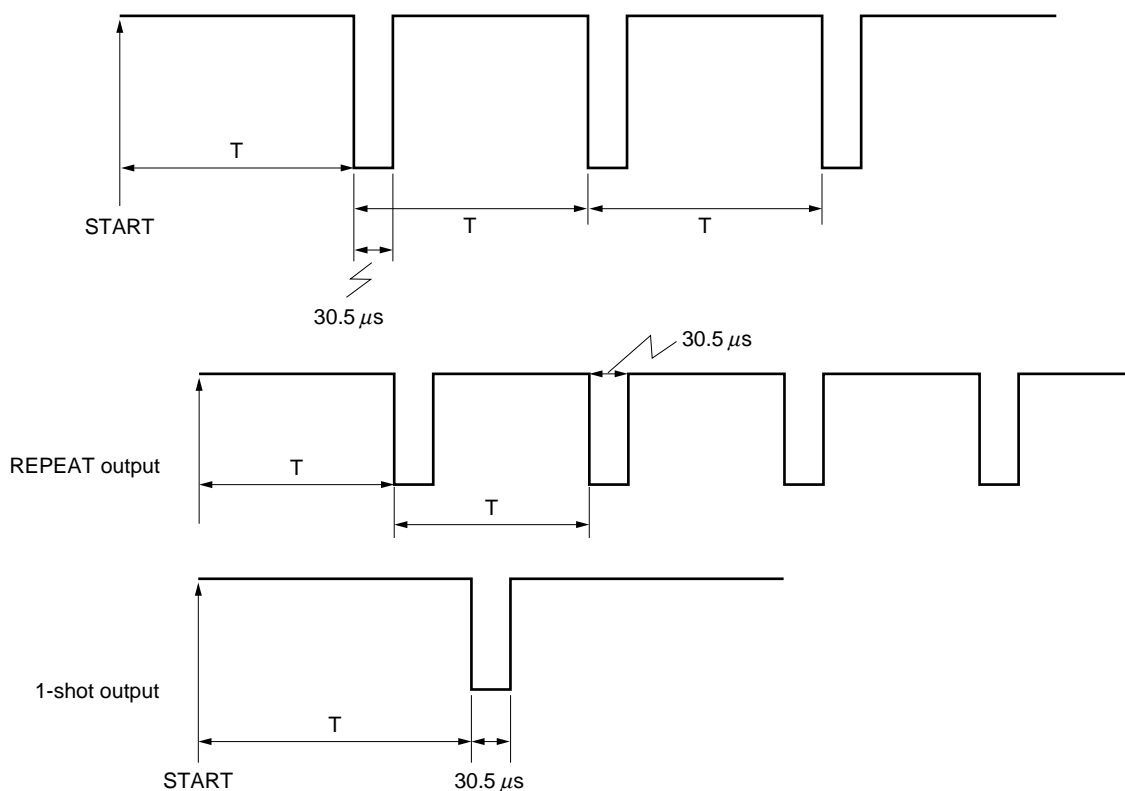 T
START
T
T
30.5 μs
30.5 μs
REPEAT output
T
T
1-shot output
T
START
30.5 μs